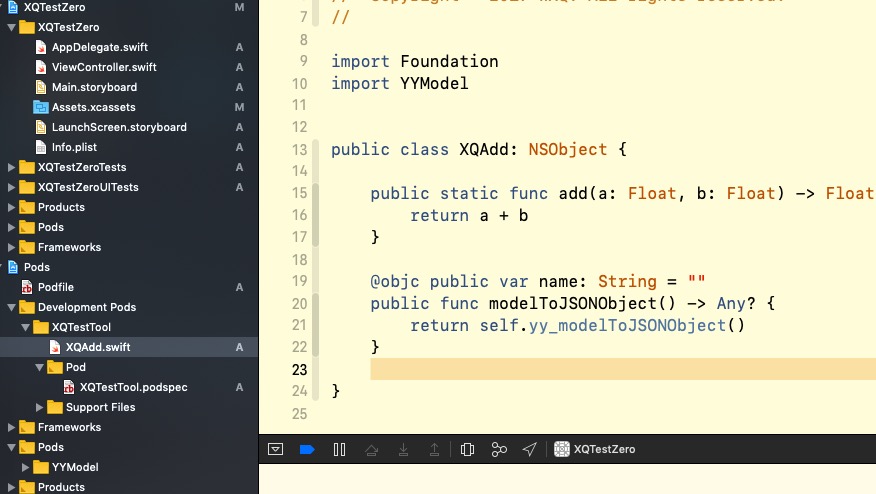 XQTestZero M
XQTestZero
AppDelegate.swift A
ViewController.swift A
Main.storyboard A
Assets.xcassets M
LaunchScreen.storyboard A
Info.plist A
XQTestZeroTests A
XQTestZeroUITests A
Products
Pods
Frameworks
Pods
Podfile A
Development Pods
XQTestTool
XQAdd.swift A
Pod
XQTestTool.podspec A
Support Files
Frameworks
Pods
YYModel
Products
7 //
8
9 import Foundation
10 import YYModel
11
12
13 public class XQAdd: NSObject {
14
15 public static func add(a: Float, b: Float) -> Float
16 return a + b
17 }
18
19 @objc public var name: String = ""
20 public func modelToJSONObject() -> Any? {
21 return self.yy_modelToJSONObject()
22 }
23
24 }
25
XQTestZero